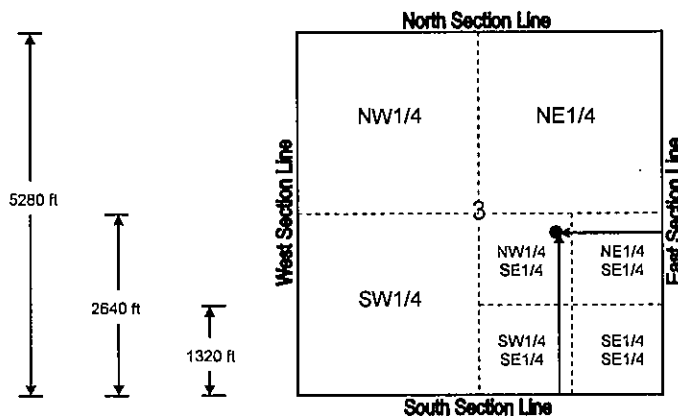 North Section Line
NW1/4
NE1/4
5280 ft
West Section Line
East Section Line
3
NW1/4
SE1/4
NE1/4
SE1/4
2640 ft
SW1/4
1320 ft
SW1/4
SE1/4
SE1/4
SE1/4
South Section Line